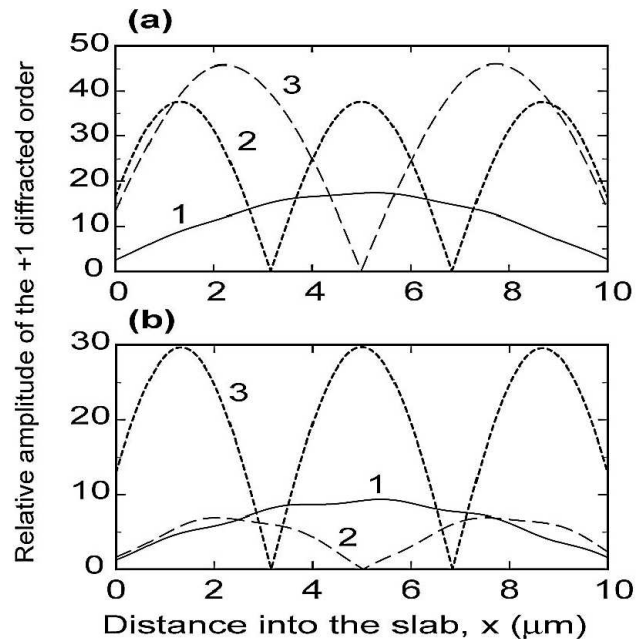 Relative amplitude of the +1 diffracted order
(a)
50
40
30
20
10
0
3
2
1
0 2 4 6 8 10
(b)
30
20
10
0
3
1
2
0 2 4 6 8 10
Distance into the slab, x (μm)